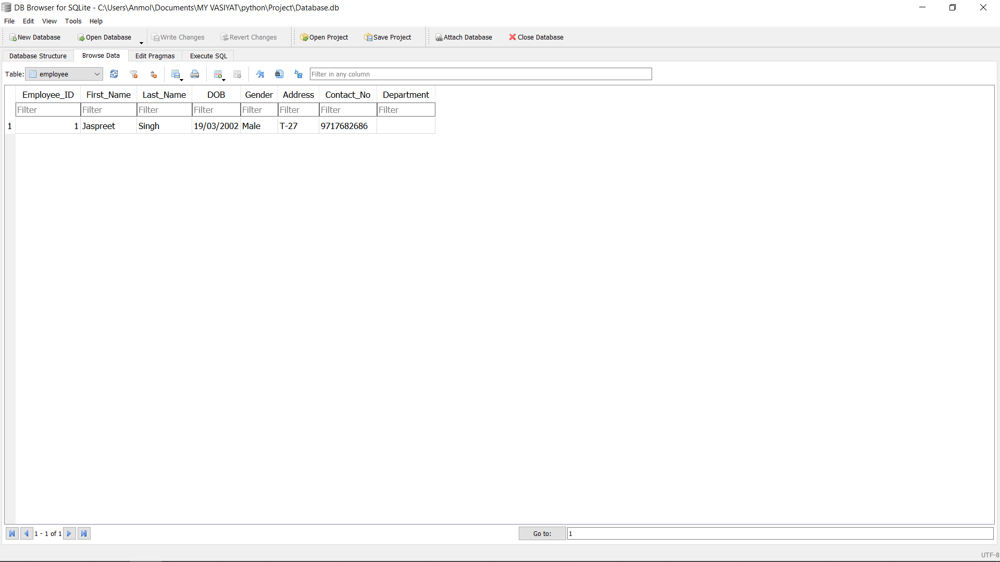 DB Browser for SQLite - C:\Users\Anmol\Documents\MY VASIYAT\python\Project\Database.db
File Edit View Tools Help
New Database Open Database Write Changes Revert Changes Open Project Save Project Attach Database Close Database
Database Structure Browse Data Edit Pragmas Execute SQL
Table: employee Filter in any column
Employee_ID First_Name Last_Name DOB Gender Address Contact_No Department
Filter Filter Filter Filter Filter Filter Filter Filter
1 1 Jaspreet Singh 19/03/2002 Male T-27 9717682686
1 - 1 of 1 Go to: 1
UTF-8